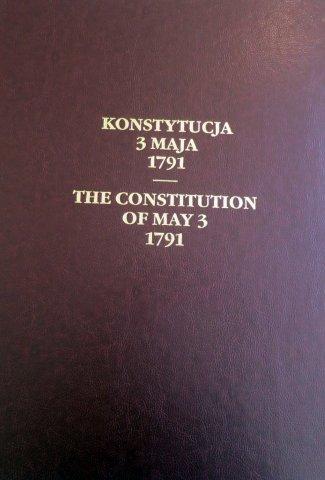 KONSTYTUCJA
3 MAJA
1791
THE CONSTITUTION
OF MAY 3
1791